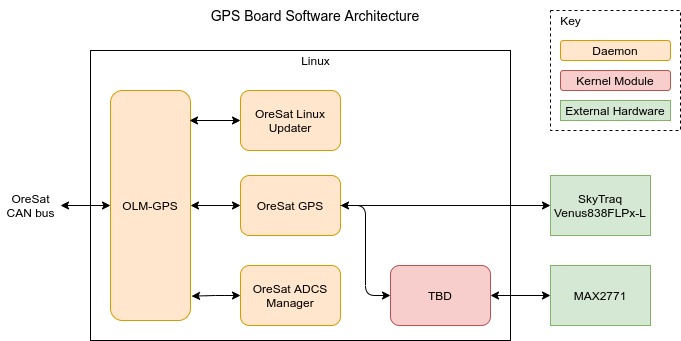 GPS Board Software Architecture
Key
Daemon
Kernel Module
External Hardware
Linux
OreSat Linux
Updater
OreSat
CAN bus
OLM-GPS
OreSat GPS
SkyTraq
Venus838FLPx-L
OreSat ADCS
Manager
TBD
MAX2771